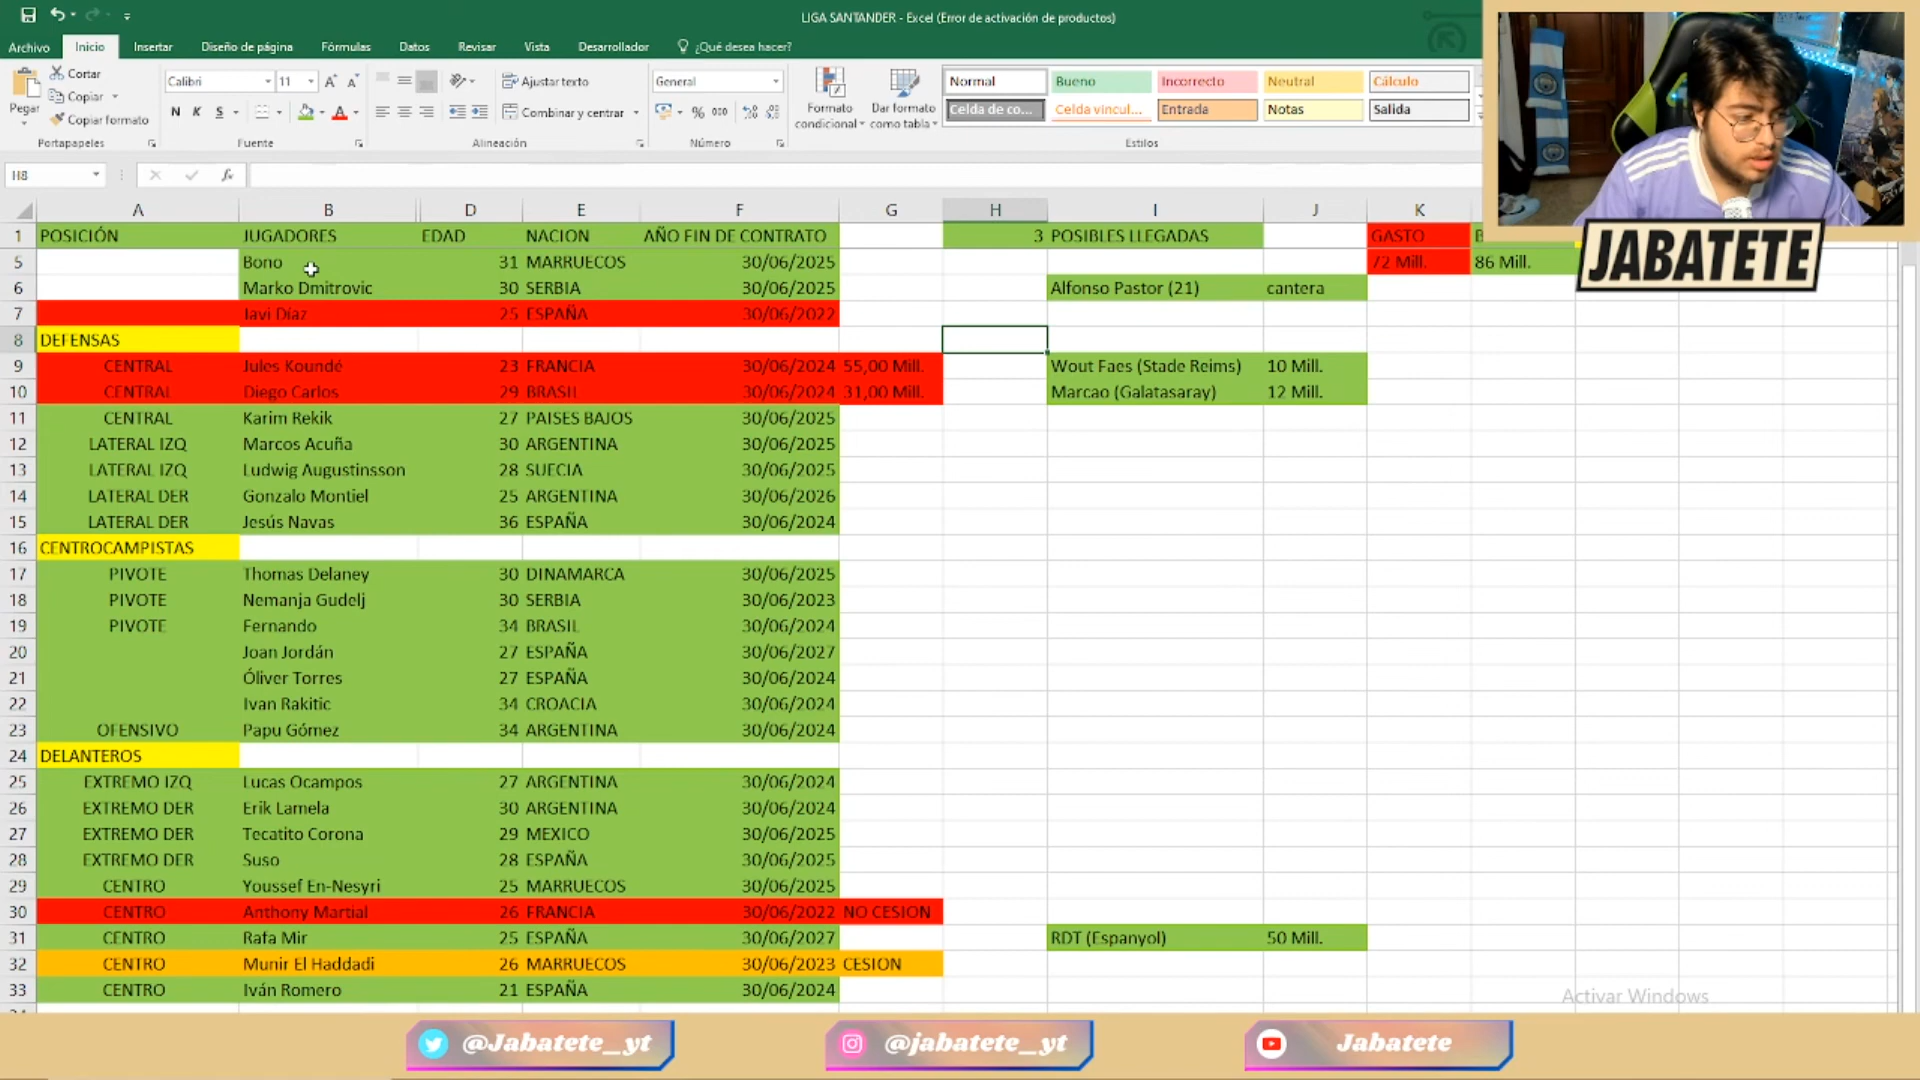 LIGA SANTANDER - Excel (Error de activación de productos)
Archivo Inicio Insertar Diseño de página Fórmulas Datos Revisar Vista Desarrollador ¿Qué desea hacer?
Pegar
Cortar
Copiar
Copiar formato
Portapapeles
Calibri 11
N K S
Fuente
Ajustar texto
Combinar y centrar
Alineación
General
% 000
Número
Formato condicional
Dar formato como tabla
Normal Bueno Incorrecto Neutral Cálculo
Celda de co... Celda vincul... Entrada Notas Salida
Estilos
H8 fx
A B D E F G H I J K
1 POSICIÓN JUGADORES EDAD NACION AÑO FIN DE CONTRATO 3 POSIBLES LLEGADAS GASTO
5 Bono 31 MARRUECOS 30/06/2025 72 Mill. 86 Mill.
6 Marko Dmitrovic 30 SERBIA 30/06/2025 Alfonso Pastor (21) cantera
7 Javi Díaz 25 ESPAÑA 30/06/2022
8 DEFENSAS
9 CENTRAL Jules Koundé 23 FRANCIA 30/06/2024 55,00 Mill. Wout Faes (Stade Reims) 10 Mill.
10 CENTRAL Diego Carlos 29 BRASIL 30/06/2024 31,00 Mill. Marcao (Galatasaray) 12 Mill.
11 CENTRAL Karim Rekik 27 PAISES BAJOS 30/06/2025
12 LATERAL IZQ Marcos Acuña 30 ARGENTINA 30/06/2025
13 LATERAL IZQ Ludwig Augustinsson 28 SUECIA 30/06/2025
14 LATERAL DER Gonzalo Montiel 25 ARGENTINA 30/06/2026
15 LATERAL DER Jesús Navas 36 ESPAÑA 30/06/2024
16 CENTROCAMPISTAS
17 PIVOTE Thomas Delaney 30 DINAMARCA 30/06/2025
18 PIVOTE Nemanja Gudelj 30 SERBIA 30/06/2023
19 PIVOTE Fernando 34 BRASIL 30/06/2024
20 Joan Jordán 27 ESPAÑA 30/06/2027
21 Óliver Torres 27 ESPAÑA 30/06/2024
22 Ivan Rakitic 34 CROACIA 30/06/2024
23 OFENSIVO Papu Gómez 34 ARGENTINA 30/06/2024
24 DELANTEROS
25 EXTREMO IZQ Lucas Ocampos 27 ARGENTINA 30/06/2024
26 EXTREMO DER Erik Lamela 30 ARGENTINA 30/06/2024
27 EXTREMO DER Tecatito Corona 29 MEXICO 30/06/2025
28 EXTREMO DER Suso 28 ESPAÑA 30/06/2025
29 CENTRO Youssef En-Nesyri 25 MARRUECOS 30/06/2025
30 CENTRO Anthony Martial 26 FRANCIA 30/06/2022 NO CESION
31 CENTRO Rafa Mir 25 ESPAÑA 30/06/2027 RDT (Espanyol) 50 Mill.
32 CENTRO Munir El Haddadi 26 MARRUECOS 30/06/2023 CESION
33 CENTRO Iván Romero 21 ESPAÑA 30/06/2024
JABATETE
Activar Windows
@Jabatete_yt @jabatete_yt Jabatete